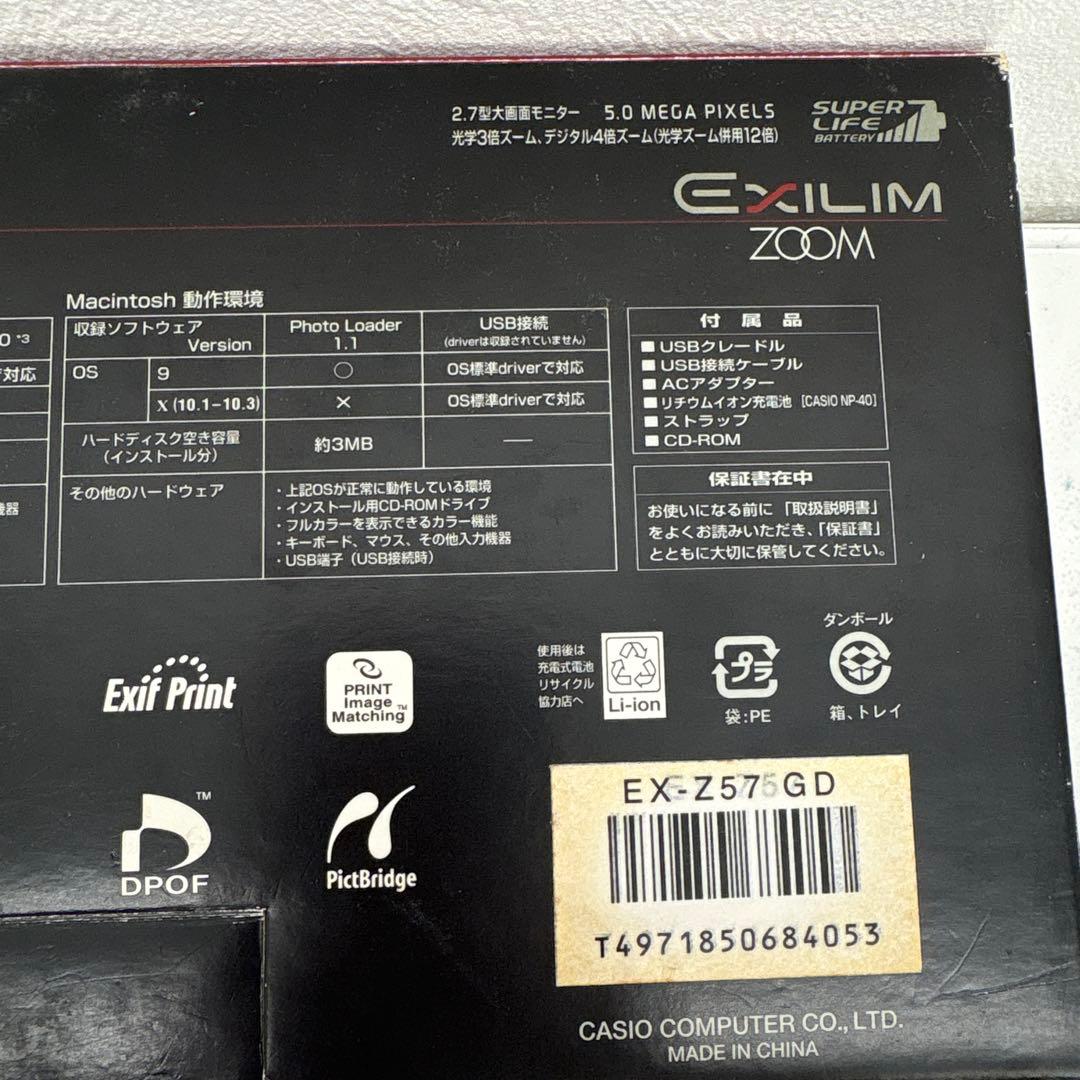 2.7型大画面モニター 5.0 MEGA PIXELS
光学3倍ズーム、デジタル4倍ズーム(光学ズーム併用12倍)
SUPER
LIFE
BATTERY
EXILIM
ZOOM
Macintosh 動作環境
収録ソフトウェア
Version
Photo Loader
1.1
USB接続
(driverは収録されていません)
OS
9
○
OS標準driverで対応
X (10.1-10.3)
×
OS標準driverで対応
ハードディスク空き容量
(インストール分)
約3MB
—
その他のハードウェア
・上記OSが正常に動作している環境
・インストール用CD-ROMドライブ
・フルカラーを表示できるカラー機能
・キーボード、マウス、その他入力機器
・USB端子(USB接続時)
0 *3
対応
機器
付属品
■ USBクレードル
■ USB接続ケーブル
■ ACアダプター
■ リチウムイオン充電池 [CASIO NP-40]
■ ストラップ
■ CD-ROM
保証書在中
お使いになる前に「取扱説明書」
をよくお読みいただき、「保証書」
とともに大切に保管してください。
Exif Print
PRINT
Image
Matching™
使用後は
充電式電池
リサイクル
協力店へ
Li-ion
プラ
袋:PE
ダンボール
箱、トレイ
™
DPOF
PictBridge
EX-Z575GD
T4971850684053
CASIO COMPUTER CO., LTD.
MADE IN CHINA